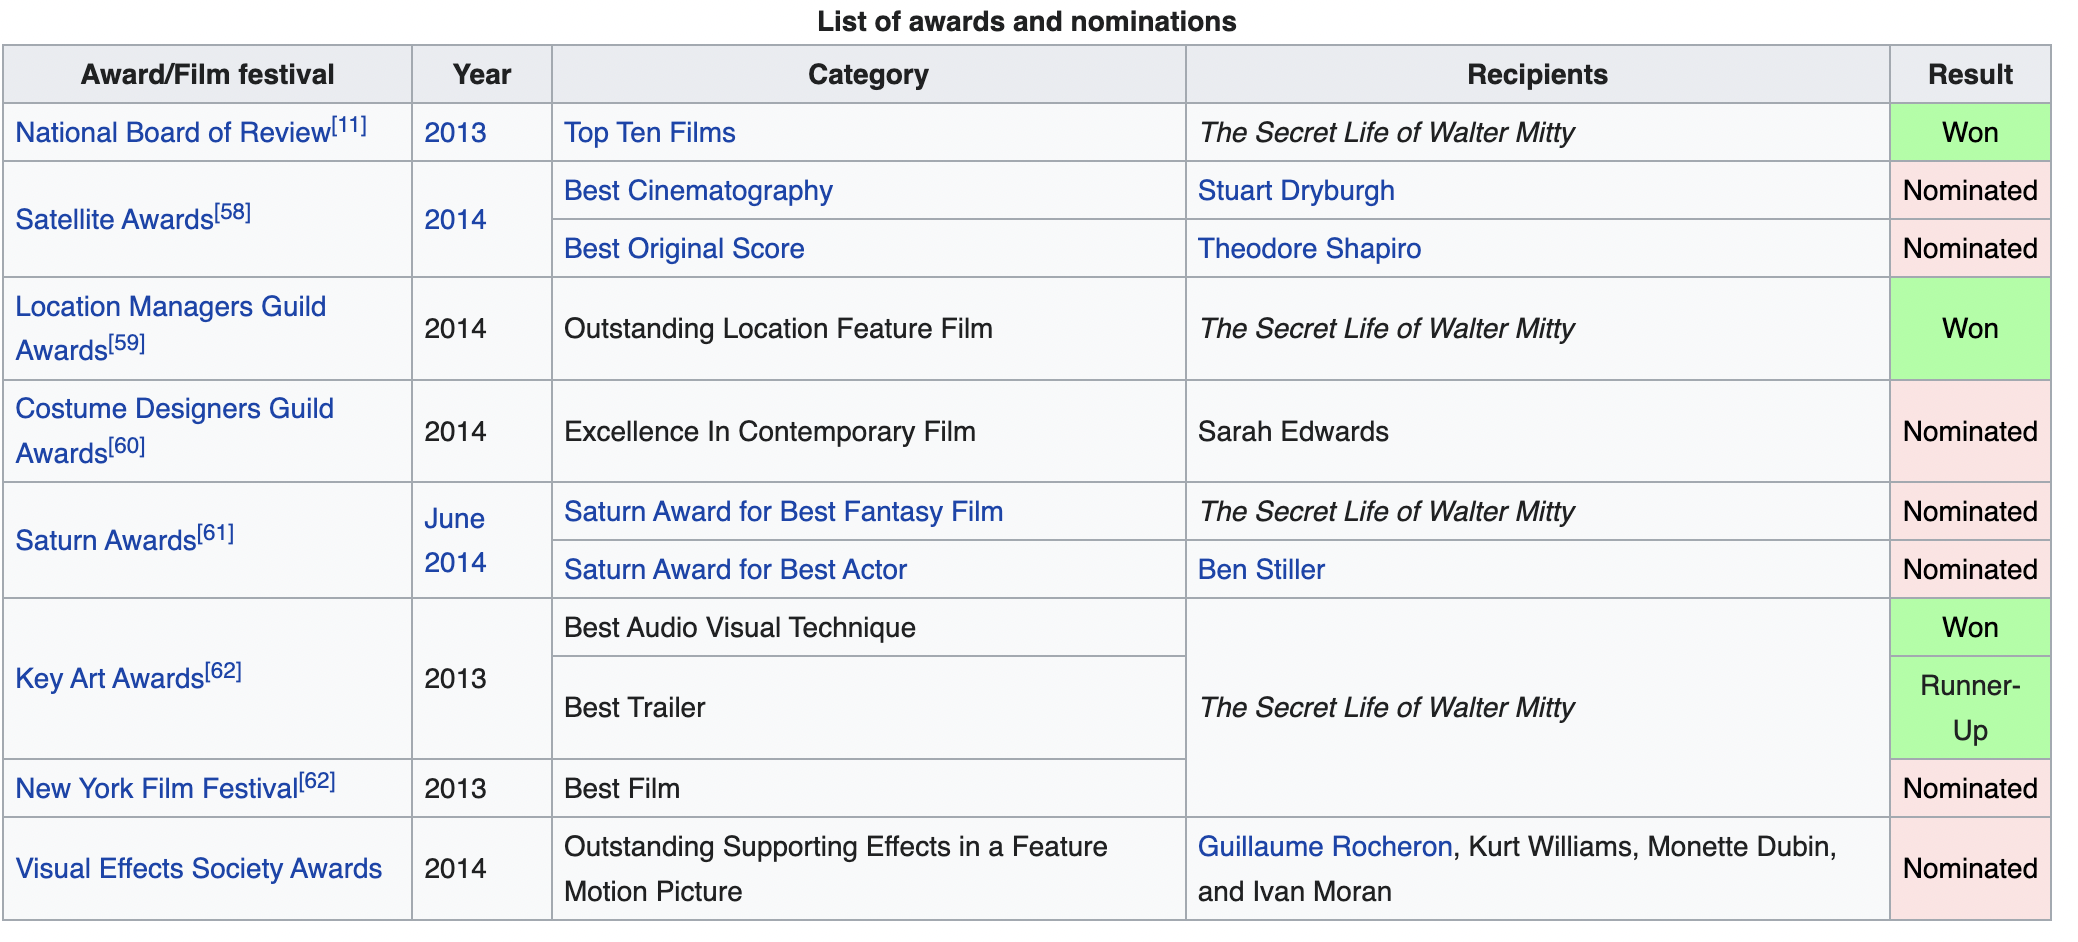 List of awards and nominations
Award/Film festival Year Category Recipients Result
National Board of Review[11] 2013 Top Ten Films The Secret Life of Walter Mitty Won
Satellite Awards[58] 2014 Best Cinematography Stuart Dryburgh Nominated
Best Original Score Theodore Shapiro Nominated
Location Managers Guild
Awards[59] 2014 Outstanding Location Feature Film The Secret Life of Walter Mitty Won
Costume Designers Guild
Awards[60] 2014 Excellence In Contemporary Film Sarah Edwards Nominated
Saturn Awards[61] June
2014 Saturn Award for Best Fantasy Film The Secret Life of Walter Mitty Nominated
Saturn Award for Best Actor Ben Stiller Nominated
Key Art Awards[62] 2013 Best Audio Visual Technique The Secret Life of Walter Mitty Won
Best Trailer Runner-
Up
New York Film Festival[62] 2013 Best Film Nominated
Visual Effects Society Awards 2014 Outstanding Supporting Effects in a Feature
Motion Picture Guillaume Rocheron, Kurt Williams, Monette Dubin,
and Ivan Moran Nominated